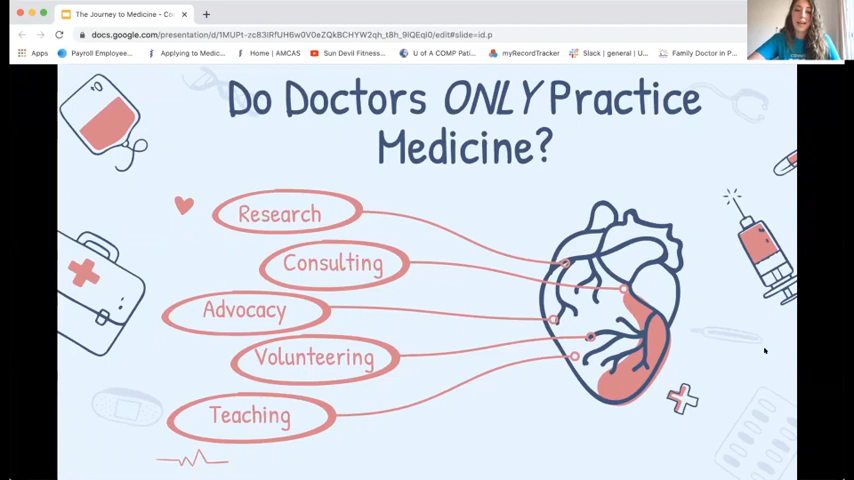 The Journey to Medicine - Co
docs.google.com/presentation/d/1MUPt-zc83iRfUH6w0V0eZQkBCHYW2qh_t8h_9lQEql0/edit#slide=id.p
Apps
Payroll Employee...
Applying to Medic...
Home | AMCAS
Sun Devil Fitness...
U of A COMP Pati...
myRecordTracker
Slack | general | U...
Family Doctor in P...
Do Doctors ONLY Practice
Medicine?
Research
Consulting
Advocacy
Volunteering
Teaching